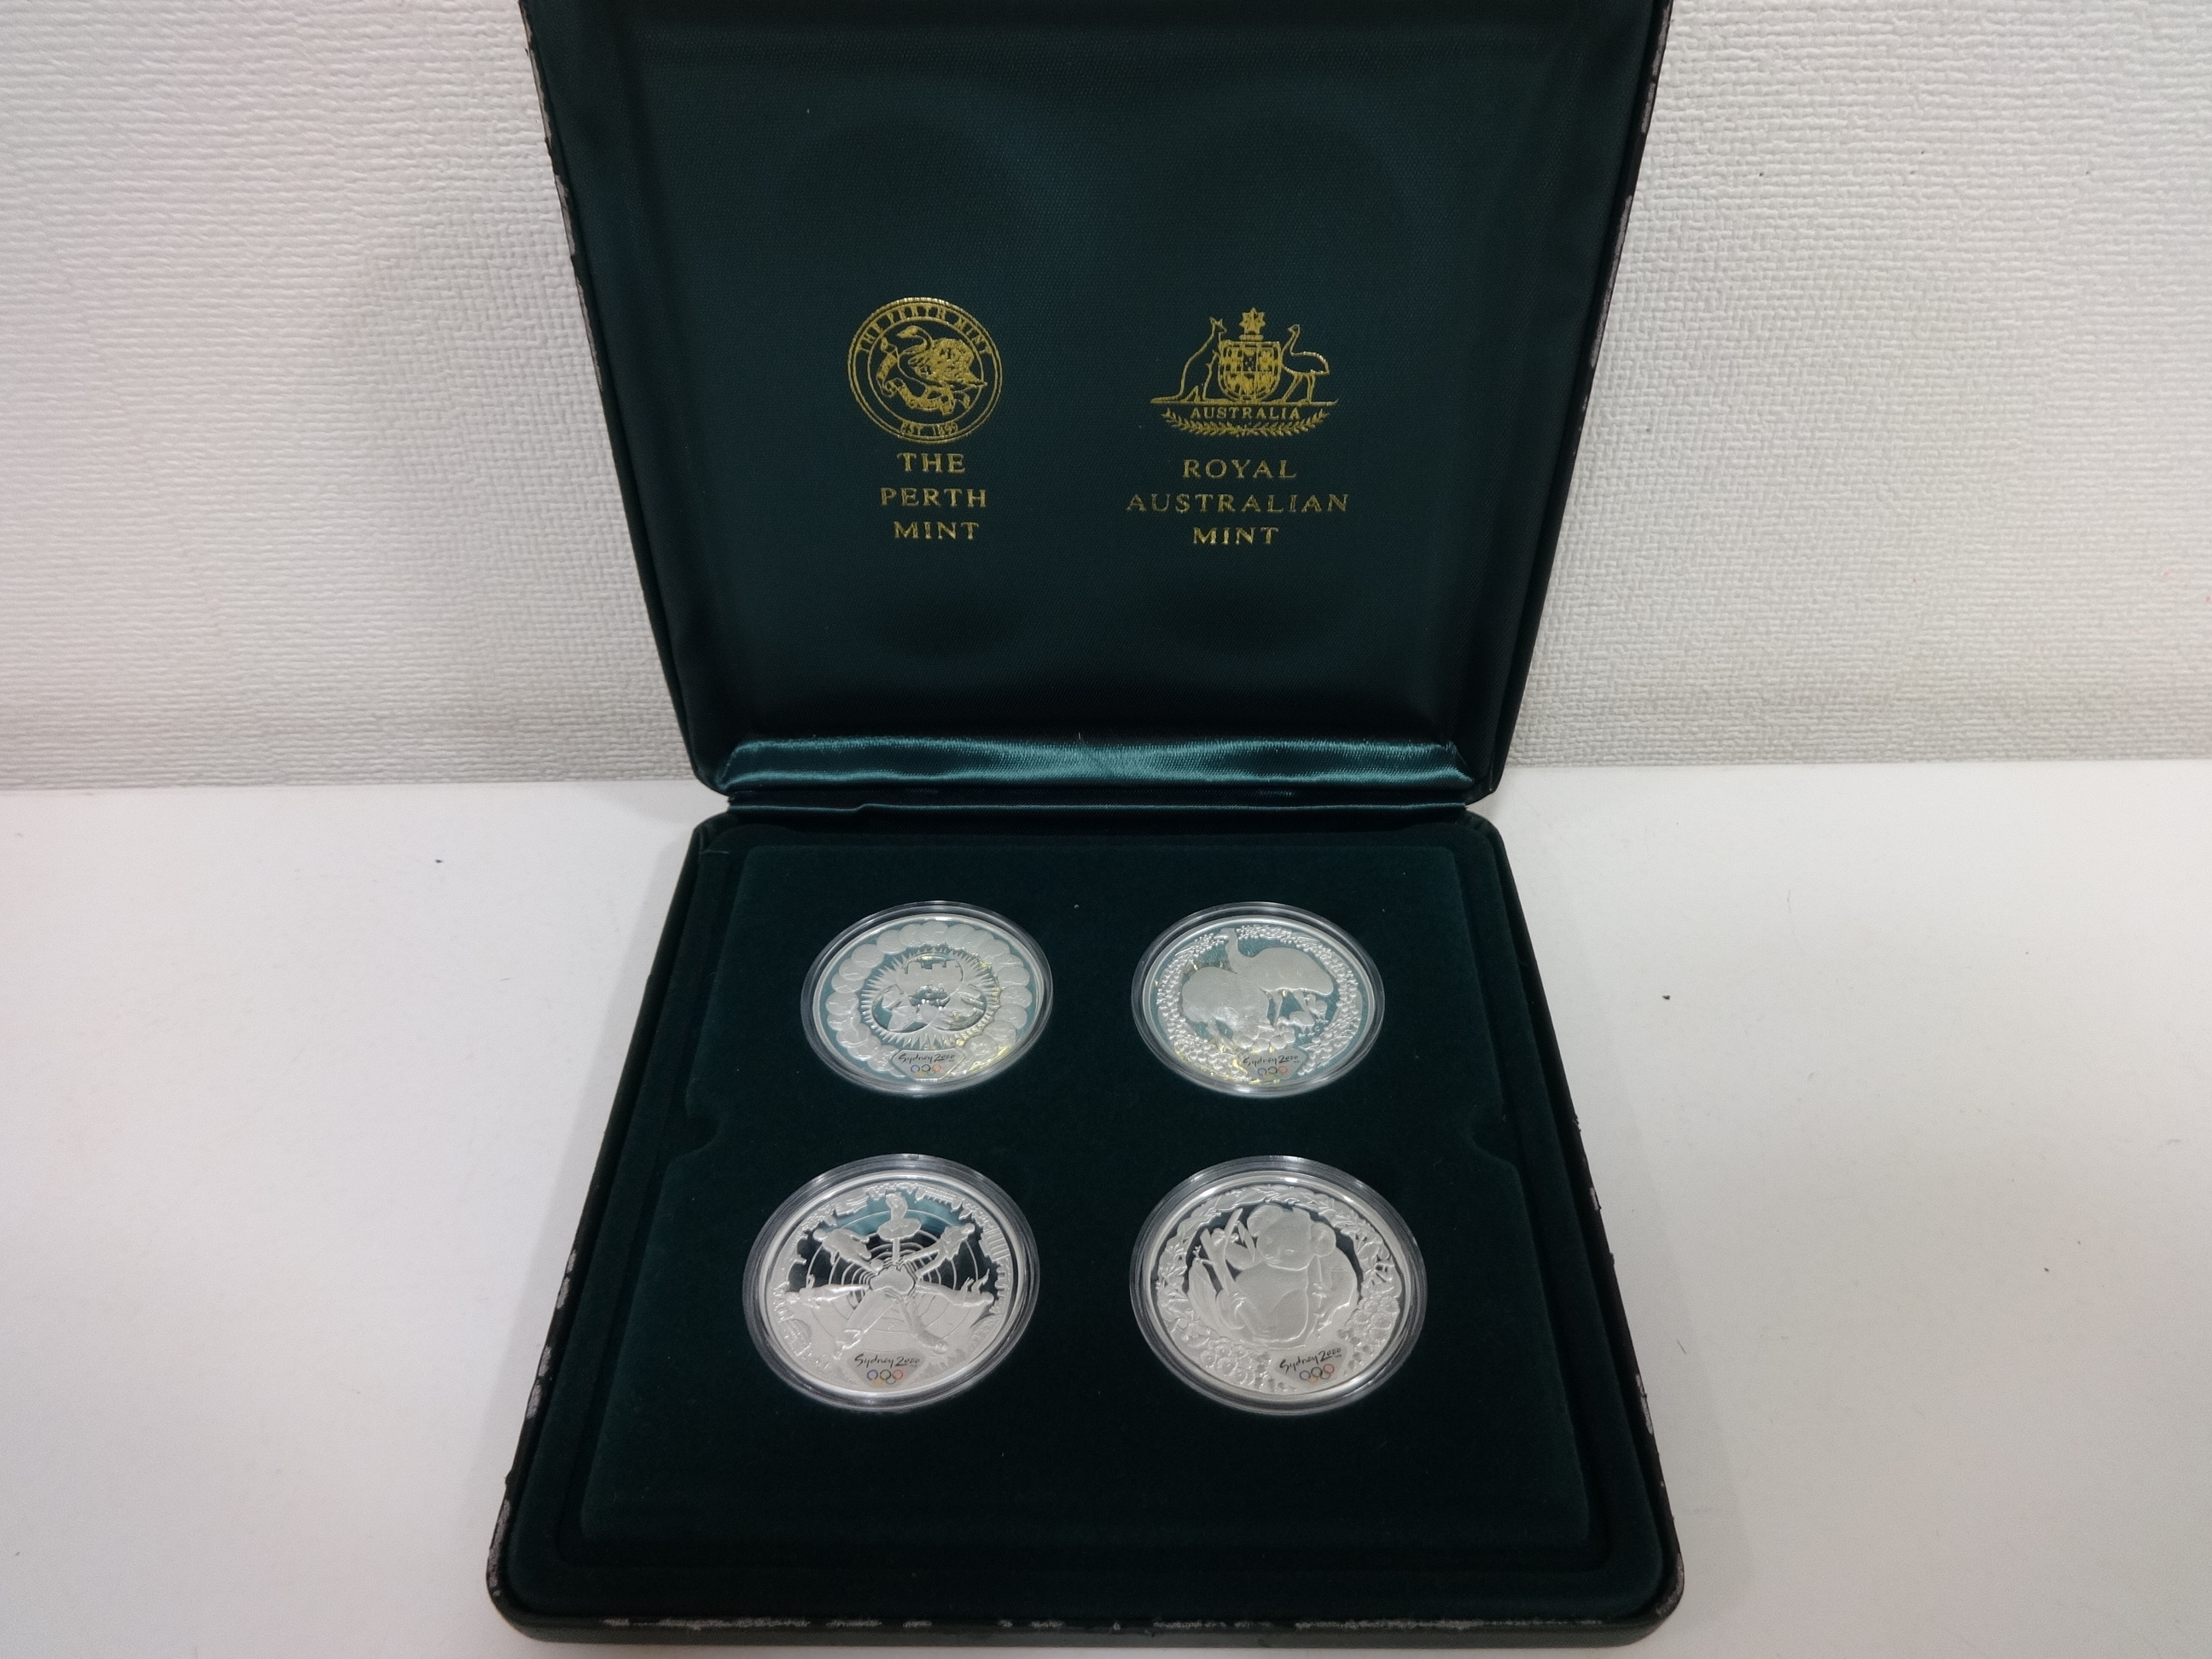 THE PERTH MINT
EST 1899
THE
PERTH
MINT
AUSTRALIA
ROYAL
AUSTRALIAN
MINT
Sydney 2000
Sydney 2000
Sydney 2000
Sydney 2000